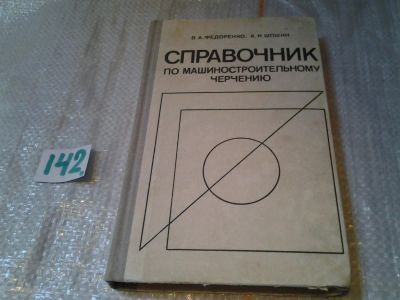 В. А. ФЕДОРЕНКО, А. И. ШОШИН
СПРАВОЧНИК
ПО МАШИНОСТРОИТЕЛЬНОМУ
ЧЕРЧЕНИЮ
142